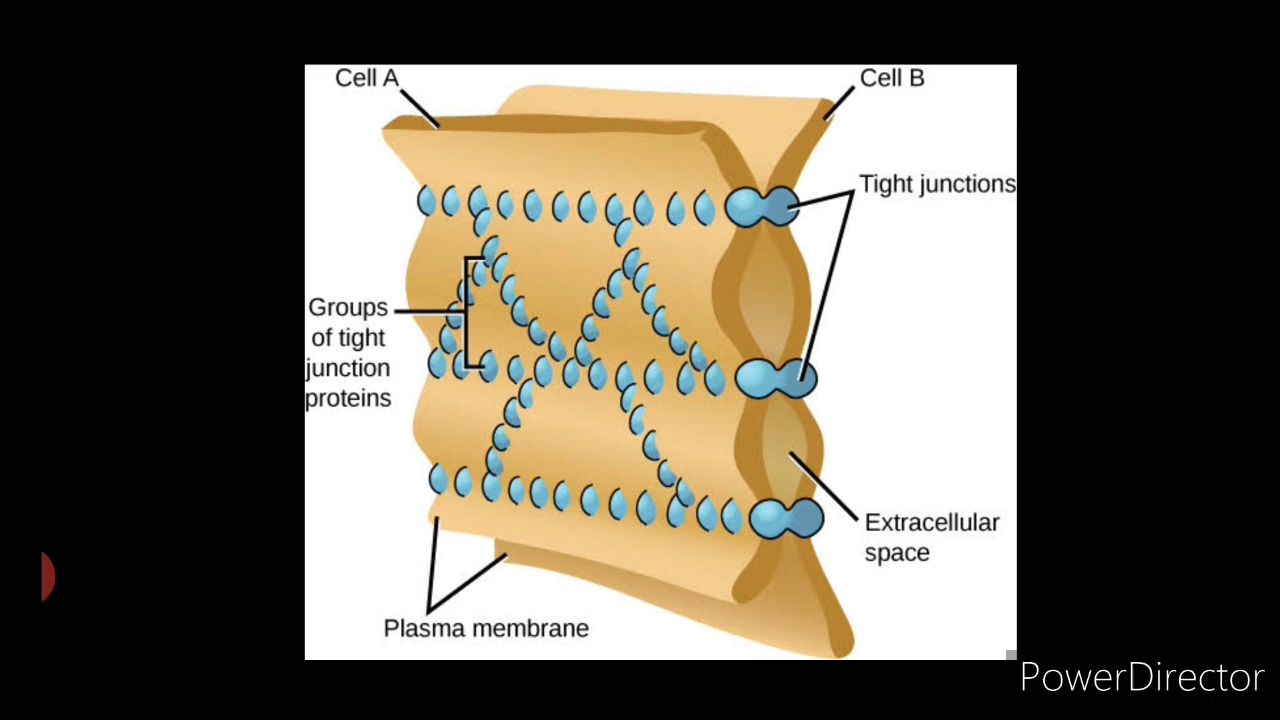 Cell A
Cell B
Tight junctions
Groups
of tight
junction
proteins
Extracellular
space
Plasma membrane
PowerDirector